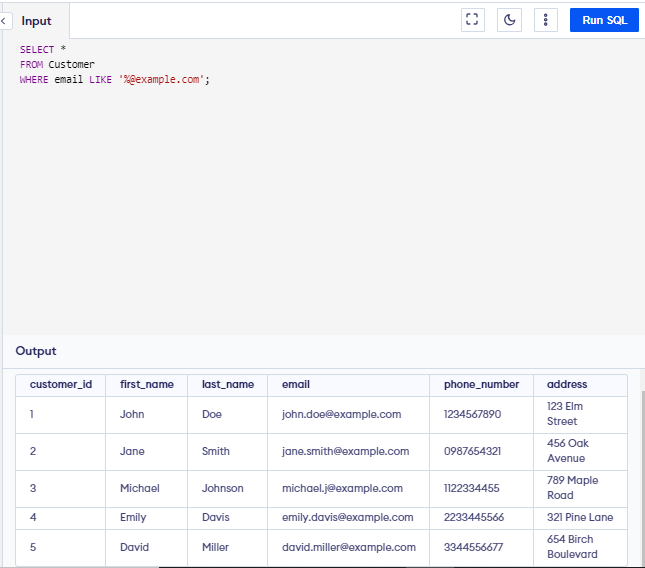 Input
Run SQL
SELECT *
FROM Customer
WHERE email LIKE '%@example.com';
Output
customer_id first_name last_name email phone_number address
1 John Doe john.doe@example.com 1234567890 123 Elm
Street
2 Jane Smith jane.smith@example.com 0987654321 456 Oak
Avenue
3 Michael Johnson michael.j@example.com 1122334455 789 Maple
Road
4 Emily Davis emily.davis@example.com 2233445566 321 Pine Lane
5 David Miller david.miller@example.com 3344556677 654 Birch
Boulevard